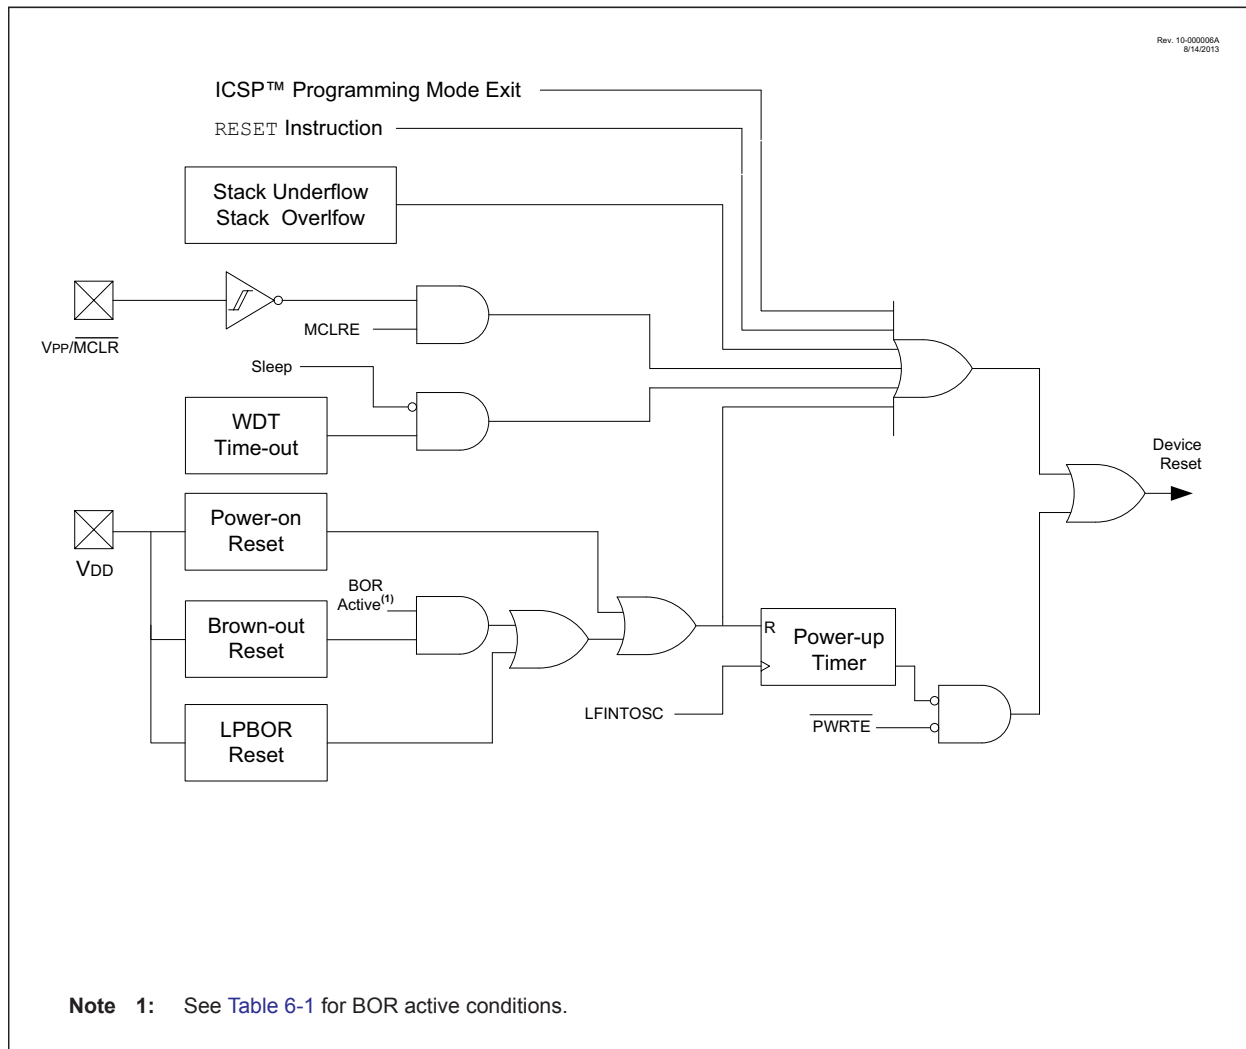 Rev. 10-000006A
8/14/2013
ICSP™ Programming Mode Exit
RESET Instruction
Stack Underflow
Stack Overlfow
VPP/MCLR
MCLRE
Sleep
WDT
Time-out
Device
Reset
VDD
Power-on
Reset
BOR
Active(1)
Brown-out
Reset
R
Power-up
Timer
LFINTOSC
PWRTE
LPBOR
Reset
Note 1: See Table 6-1 for BOR active conditions.